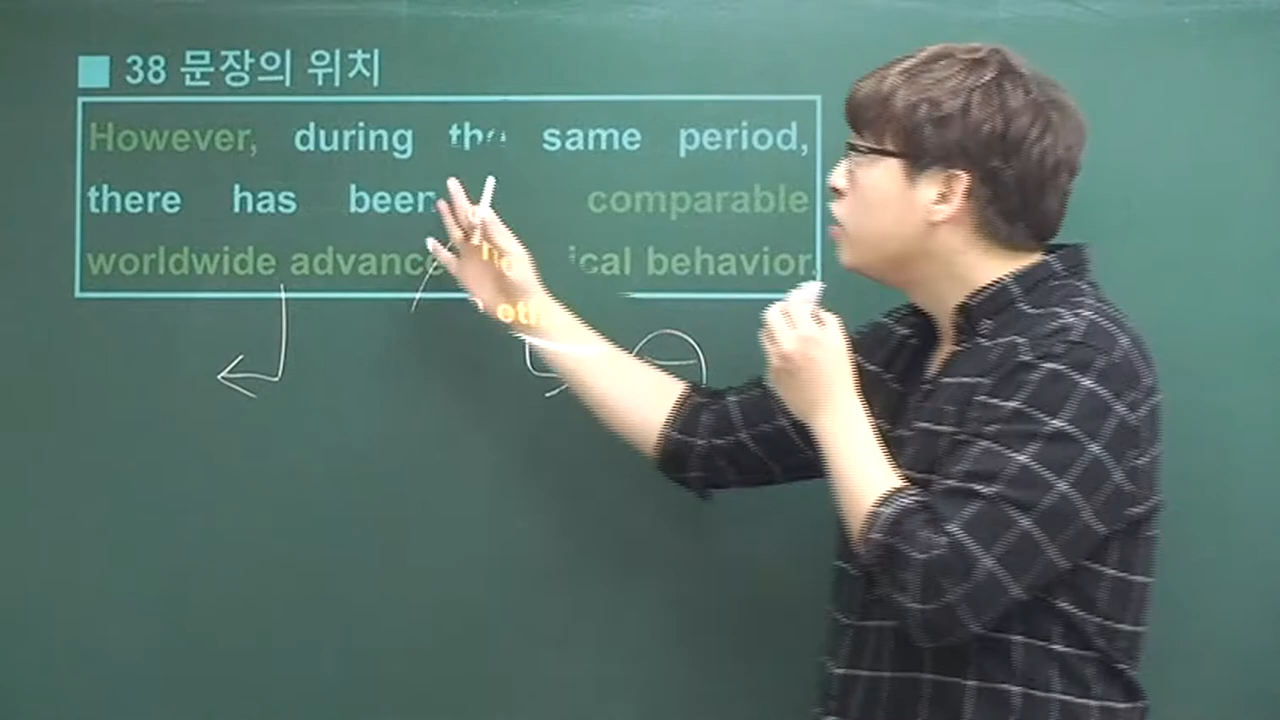 ■ 38 문장의 위치
However, during the same period,
there has been comparable
worldwide advance ical behavior.